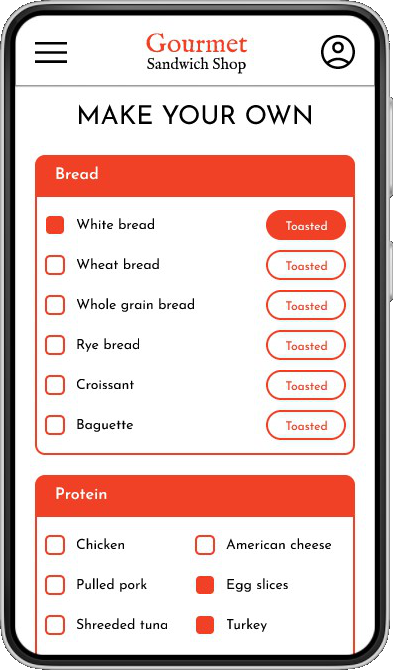 Gourmet
Sandwich Shop
MAKE YOUR OWN
Bread
White bread Toasted
Wheat bread Toasted
Whole grain bread Toasted
Rye bread Toasted
Croissant Toasted
Baguette Toasted
Protein
Chicken American cheese
Pulled pork Egg slices
Shreeded tuna Turkey